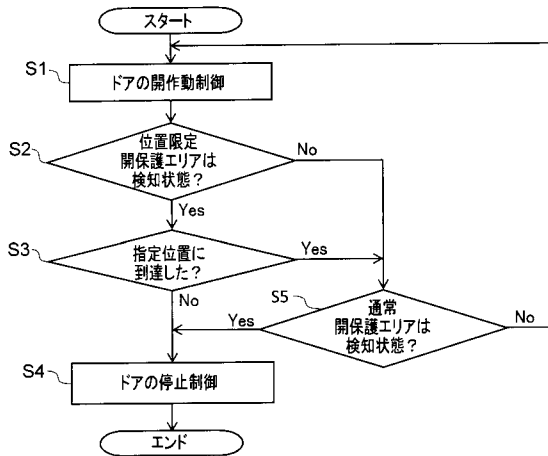 スタート
S1
ドアの開作動制御
S2
位置限定
開保護エリアは
検知状態?
No
Yes
S3
指定位置に
到達した?
Yes
No
S5
通常
開保護エリアは
検知状態?
Yes
No
S4
ドアの停止制御
エンド